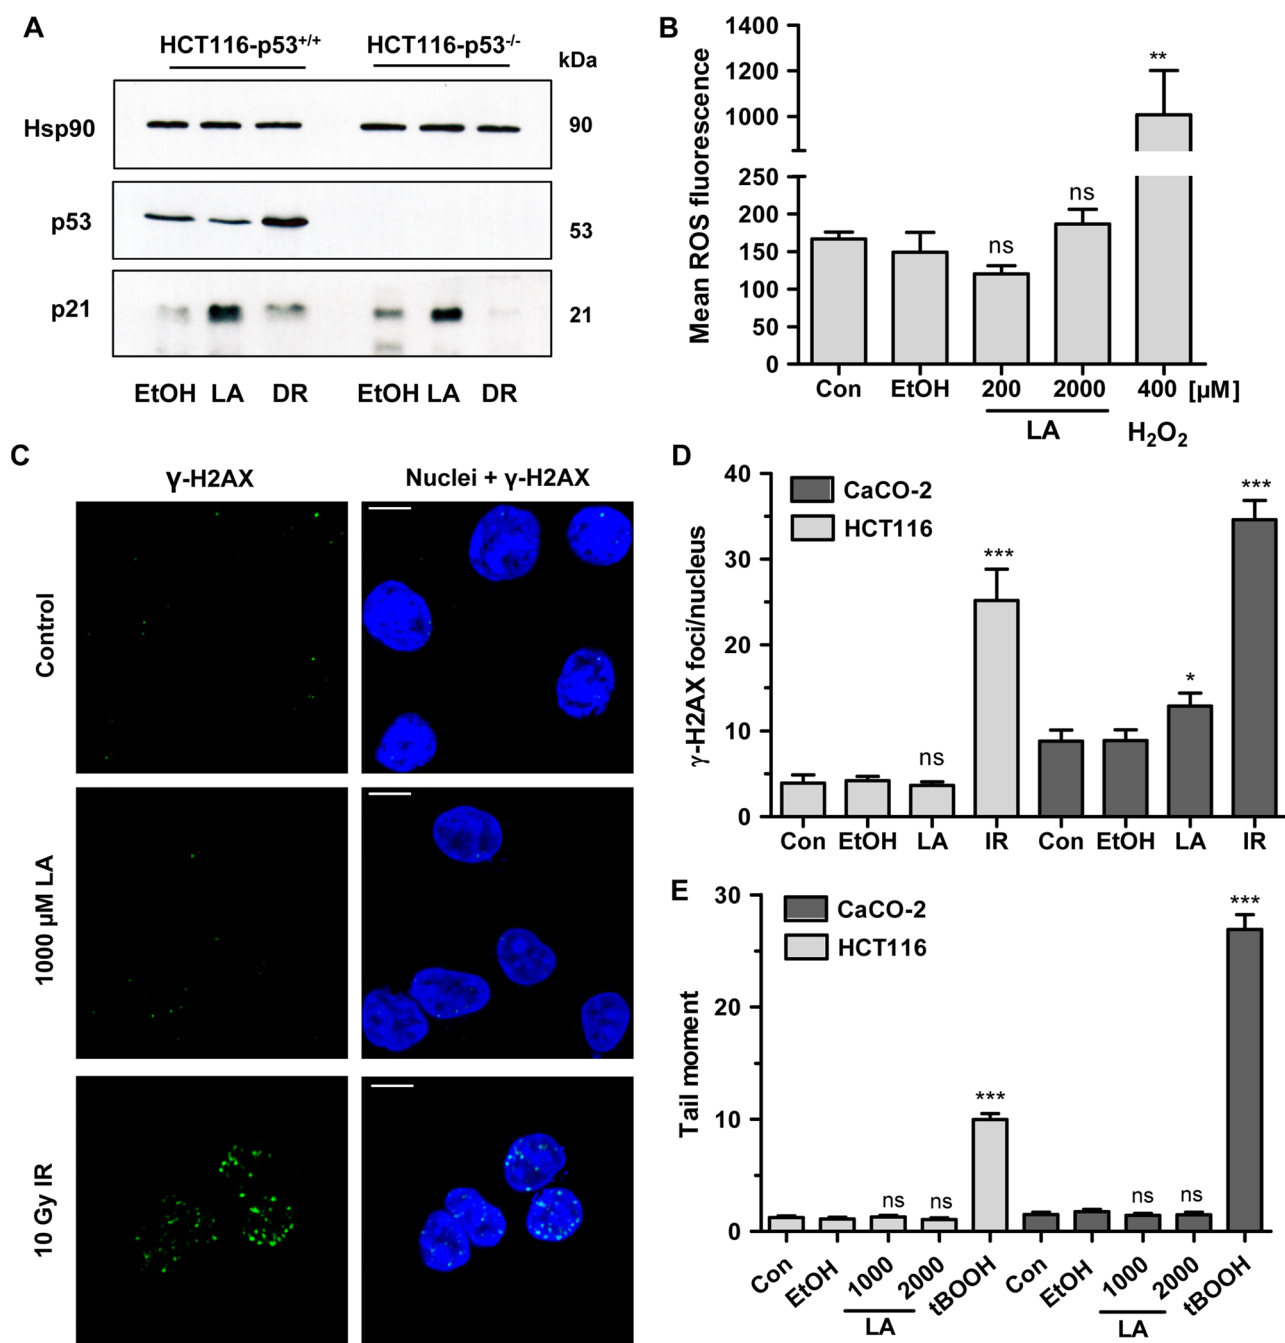 A
HCT116-p53+/+ HCT116-p53-/-
kDa
Hsp90 90
p53 53
p21 21
EtOH LA DR EtOH LA DR
B
Mean ROS fluorescence
1400
1200
1000
250
200
150
100
50
0
ns
ns
**
Con EtOH 200 2000 400 [µM]
LA H2O2
C
γ-H2AX Nuclei + γ-H2AX
Control
1000 µM LA
10 Gy IR
D
CaCO-2
HCT116
γ-H2AX foci/nucleus
40
30
20
10
0
ns
***
*
***
Con EtOH LA IR Con EtOH LA IR
E
CaCO-2
HCT116
Tail moment
30
20
10
0
ns ns *** ns ns ***
Con EtOH 1000 2000 tBOOH Con EtOH 1000 2000 tBOOH
LA LA